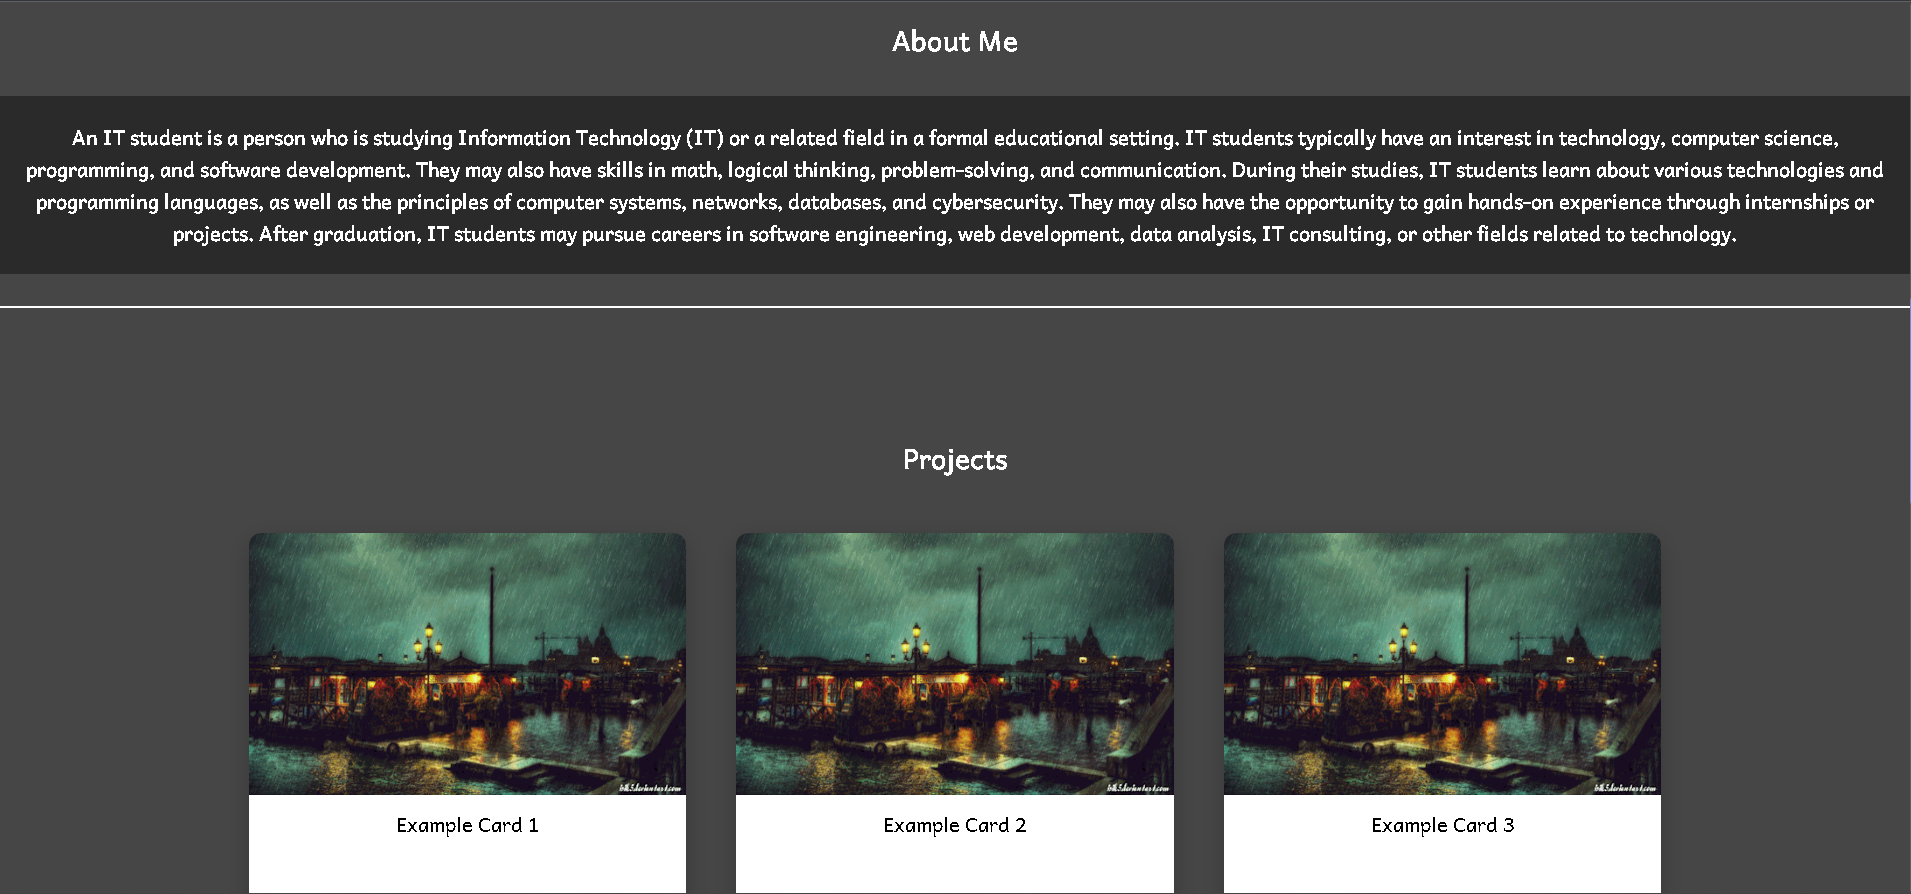 About Me
An IT student is a person who is studying Information Technology (IT) or a related field in a formal educational setting. IT students typically have an interest in technology, computer science,
programming, and software development. They may also have skills in math, logical thinking, problem-solving, and communication. During their studies, IT students learn about various technologies and
programming languages, as well as the principles of computer systems, networks, databases, and cybersecurity. They may also have the opportunity to gain hands-on experience through internships or
projects. After graduation, IT students may pursue careers in software engineering, web development, data analysis, IT consulting, or other fields related to technology.
Projects
Example Card 1
Example Card 2
Example Card 3